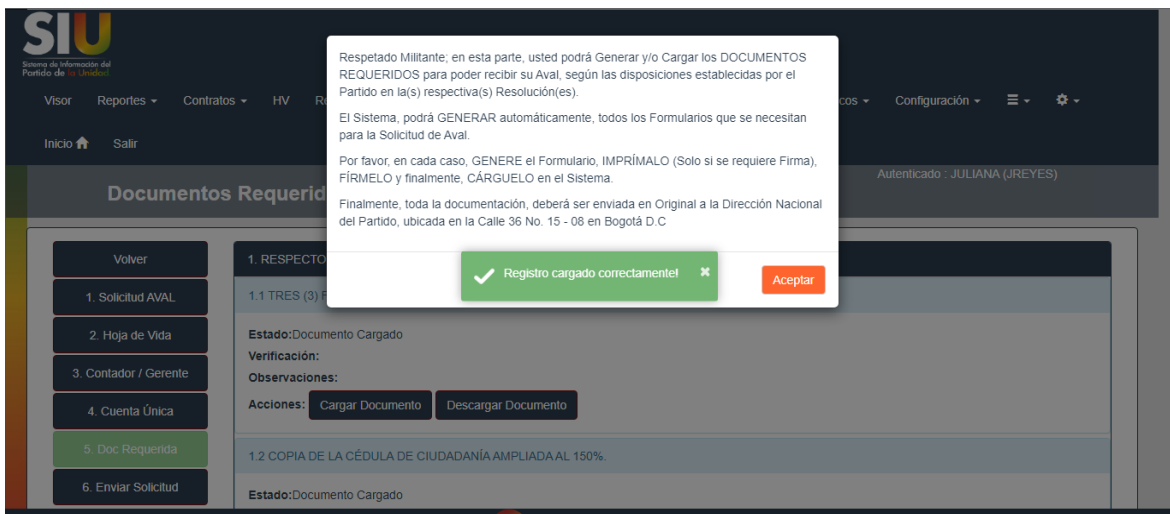 SIU
Sistema de Información del
Partido de la Unidad
Respetado Militante; en esta parte, usted podrá Generar y/o Cargar los DOCUMENTOS
REQUERIDOS para poder recibir su Aval, según las disposiciones establecidas por el
Partido en la(s) respectiva(s) Resolución(es).
El Sistema, podrá GENERAR automáticamente, todos los Formularios que se necesitan
para la Solicitud de Aval.
Por favor, en cada caso, GENERE el Formulario, IMPRÍMALO (Solo si se requiere Firma),
FÍRMELO y finalmente, CÁRGUELO en el Sistema.
Finalmente, toda la documentación, deberá ser enviada en Original a la Dirección Nacional
del Partido, ubicada en la Calle 36 No. 15 - 08 en Bogotá D.C
Registro cargado correctamente!
Aceptar
Visor Reportes Contratos HV Configuración
Inicio Salir
Autenticado : JULIANA (JREYES)
Documentos
Volver
1. Solicitud AVAL
2. Hoja de Vida
3. Contador / Gerente
4. Cuenta Única
5. Doc Requerida
6. Enviar Solicitud
1. RESPECTO
1.1 TRES (3)
Estado:Documento Cargado
Verificación:
Observaciones:
Acciones: Cargar Documento Descargar Documento
1.2 COPIA DE LA CÉDULA DE CIUDADANÍA AMPLIADA AL 150%.
Estado:Documento Cargado